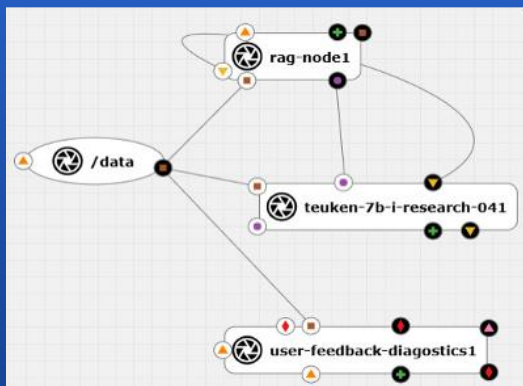 rag-node1
/data
teuken-7b-i-research-041
user-feedback-diagostics1